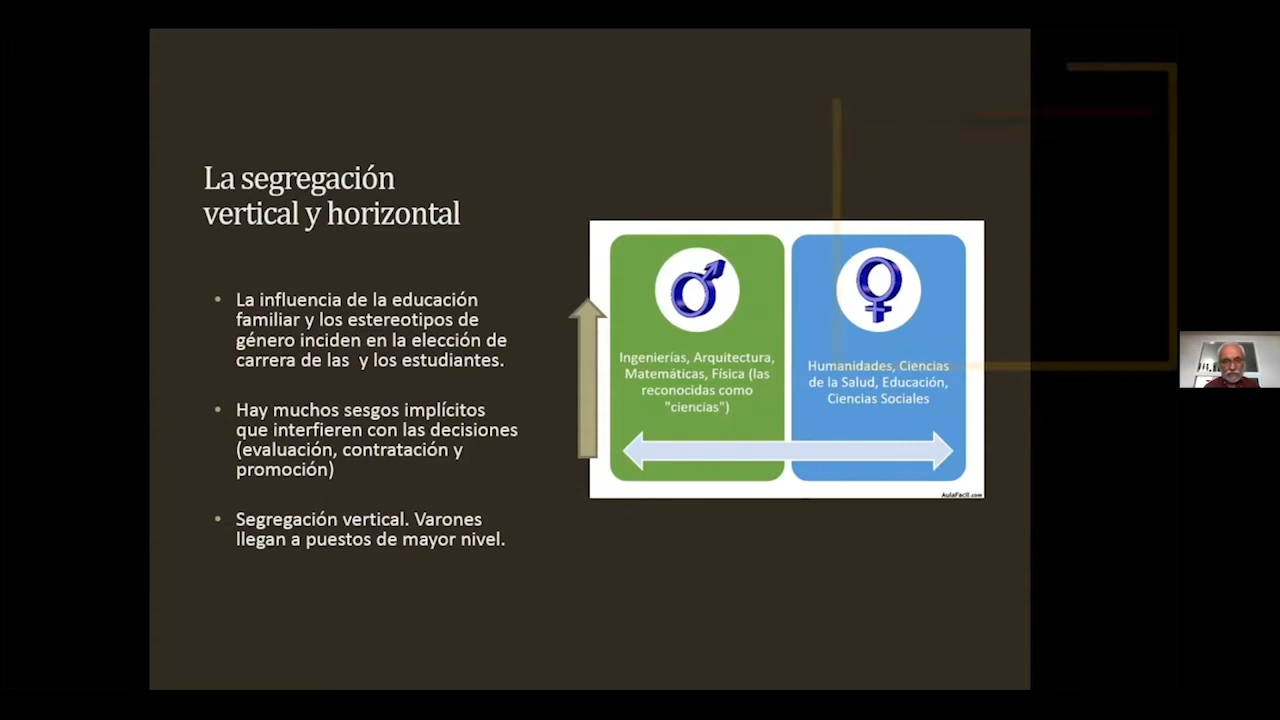 La segregación
vertical y horizontal
• La influencia de la educación
familiar y los estereotipos de
género inciden en la elección de
carrera de las y los estudiantes.
• Hay muchos sesgos implícitos
que interfieren con las decisiones
(evaluación, contratación y
promoción)
• Segregación vertical. Varones
llegan a puestos de mayor nivel.
Ingenierías, Arquitectura,
Matemáticas, Física (las
reconocidas como
"ciencias")
Humanidades, Ciencias
de la Salud, Educación,
Ciencias Sociales
AulaFacil.com